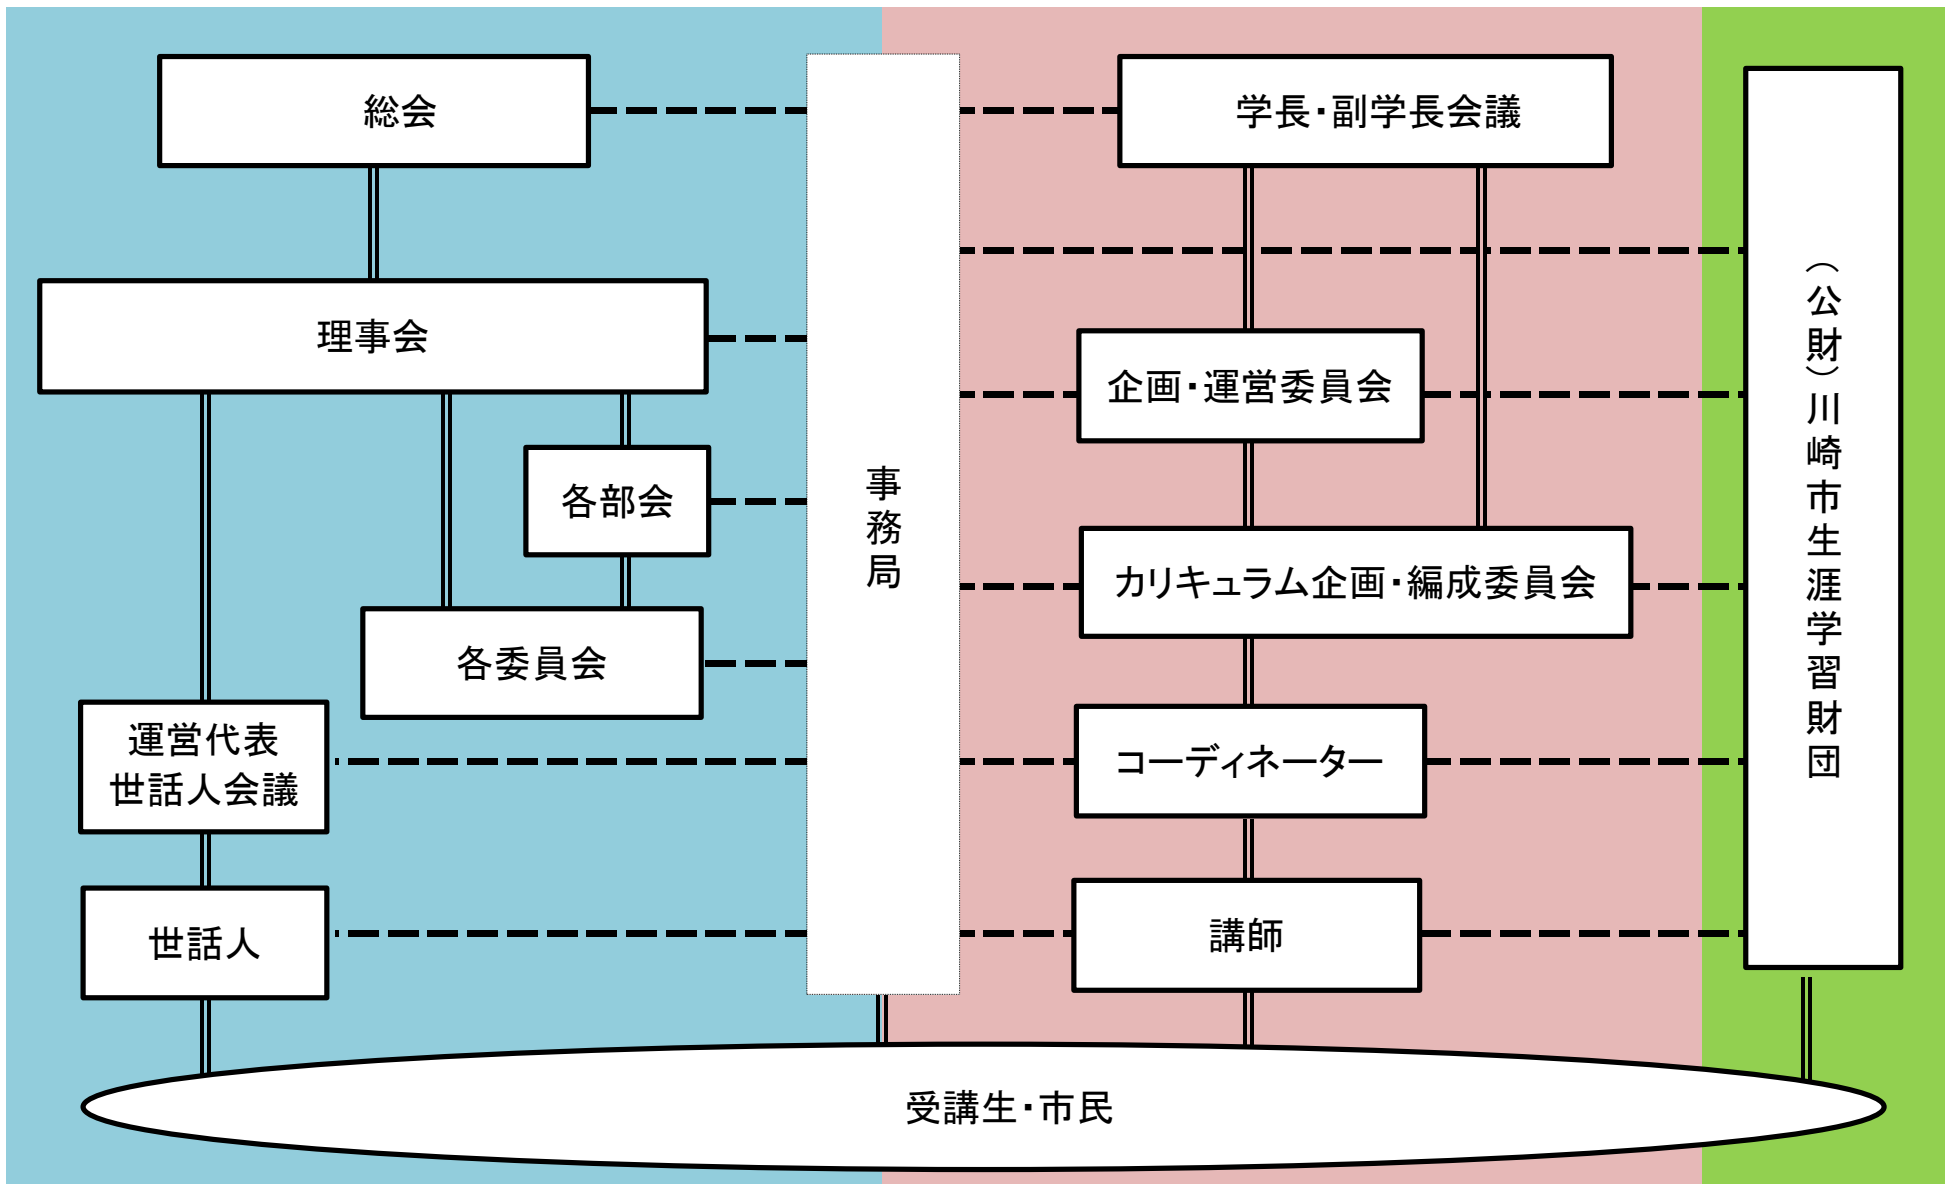 総会
学長・副学長会議
理事会
企画・運営委員会
各部会
カリキュラム企画・編成委員会
各委員会
運営代表
世話人会議
コーディネーター
世話人
講師
事務局
（公財）川崎市生涯学習財団
受講生・市民